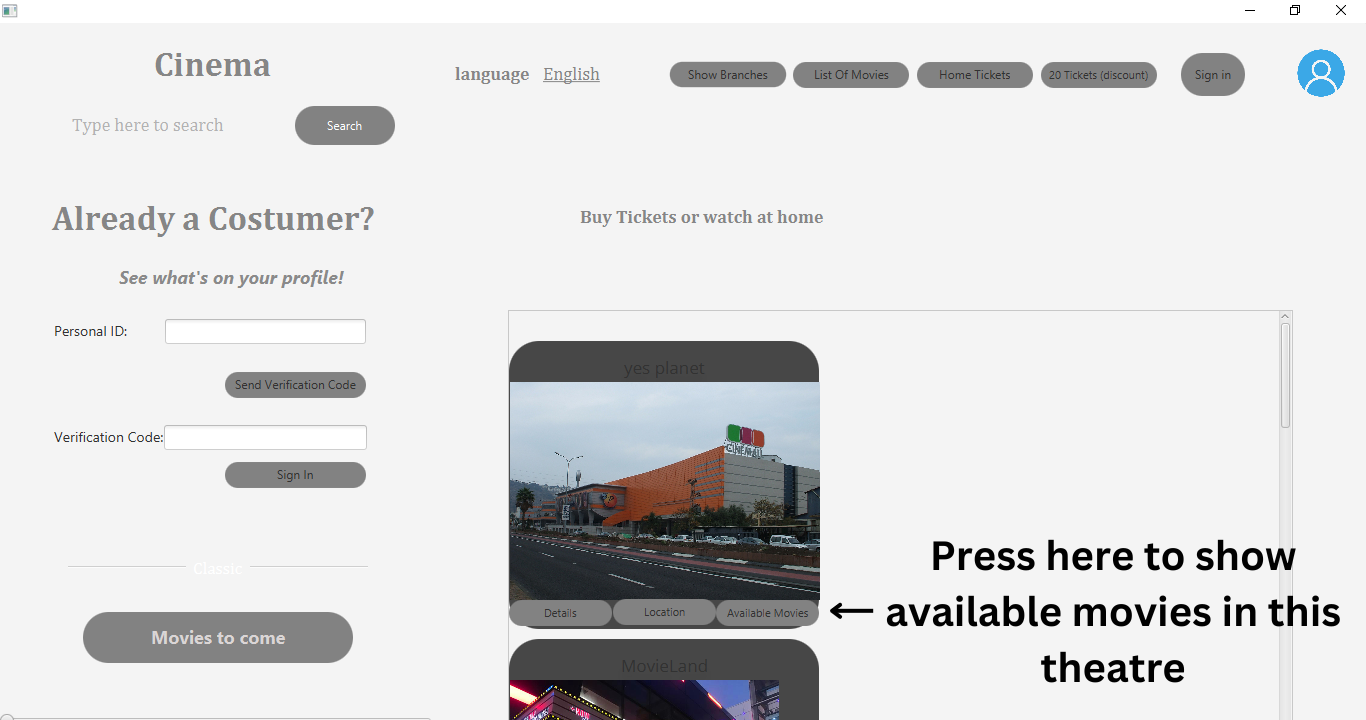 Cinema
language English
Show Branches
List Of Movies
Home Tickets
20 Tickets (discount)
Sign in
Type here to search
Search
Already a Costumer?
See what's on your profile!
Personal ID:
Send Verification Code
Verification Code:
Sign In
Classic
Movies to come
Buy Tickets or watch at home
yes planet
CINEMALL
Details
Location
Available Movies
MovieLand
Press here to show
← available movies in this
theatre